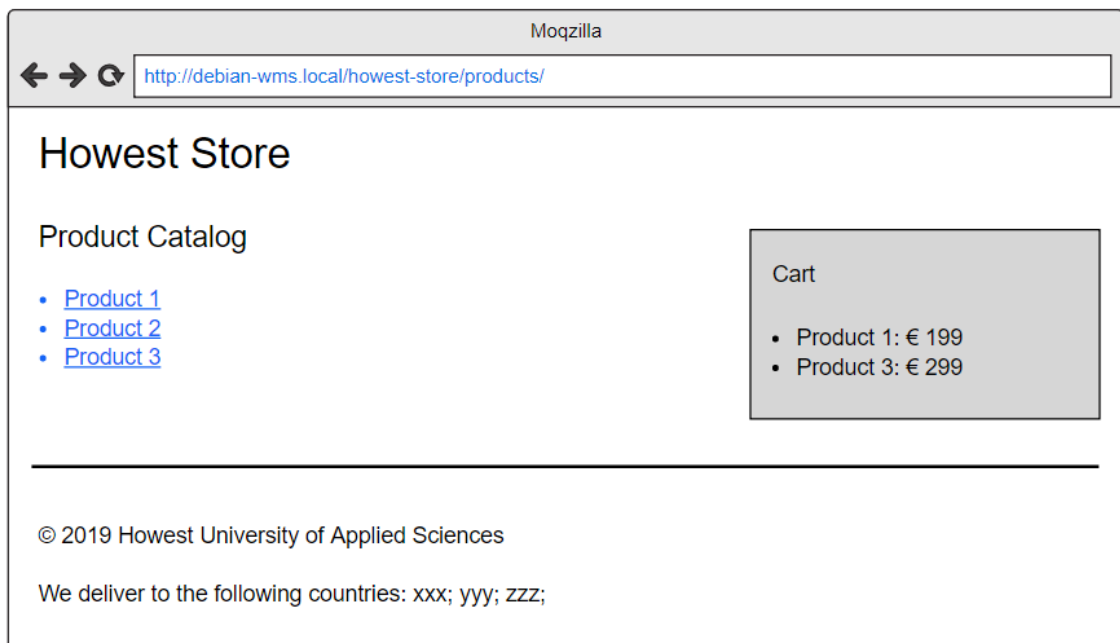 Moqzilla
http://debian-wms.local/howest-store/products/
Howest Store
Product Catalog
• Product 1
• Product 2
• Product 3
Cart
• Product 1: € 199
• Product 3: € 299
© 2019 Howest University of Applied Sciences
We deliver to the following countries: xxx; yyy; zzz;